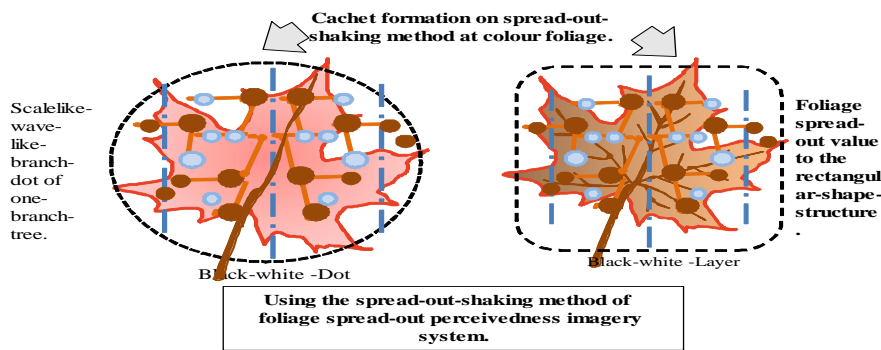 Cachet formation on spread-out-
shaking method at colour foliage.
Scalelike-
wave-
like-
branch-
dot of
one-
branch-
tree.
Foliage
spread-
out value
to the
rectangul
ar-shape-
structure
.
Black-white -Dot
Black-white -Layer
Using the spread-out-shaking method of
foliage spread-out perceivedness imagery
system.